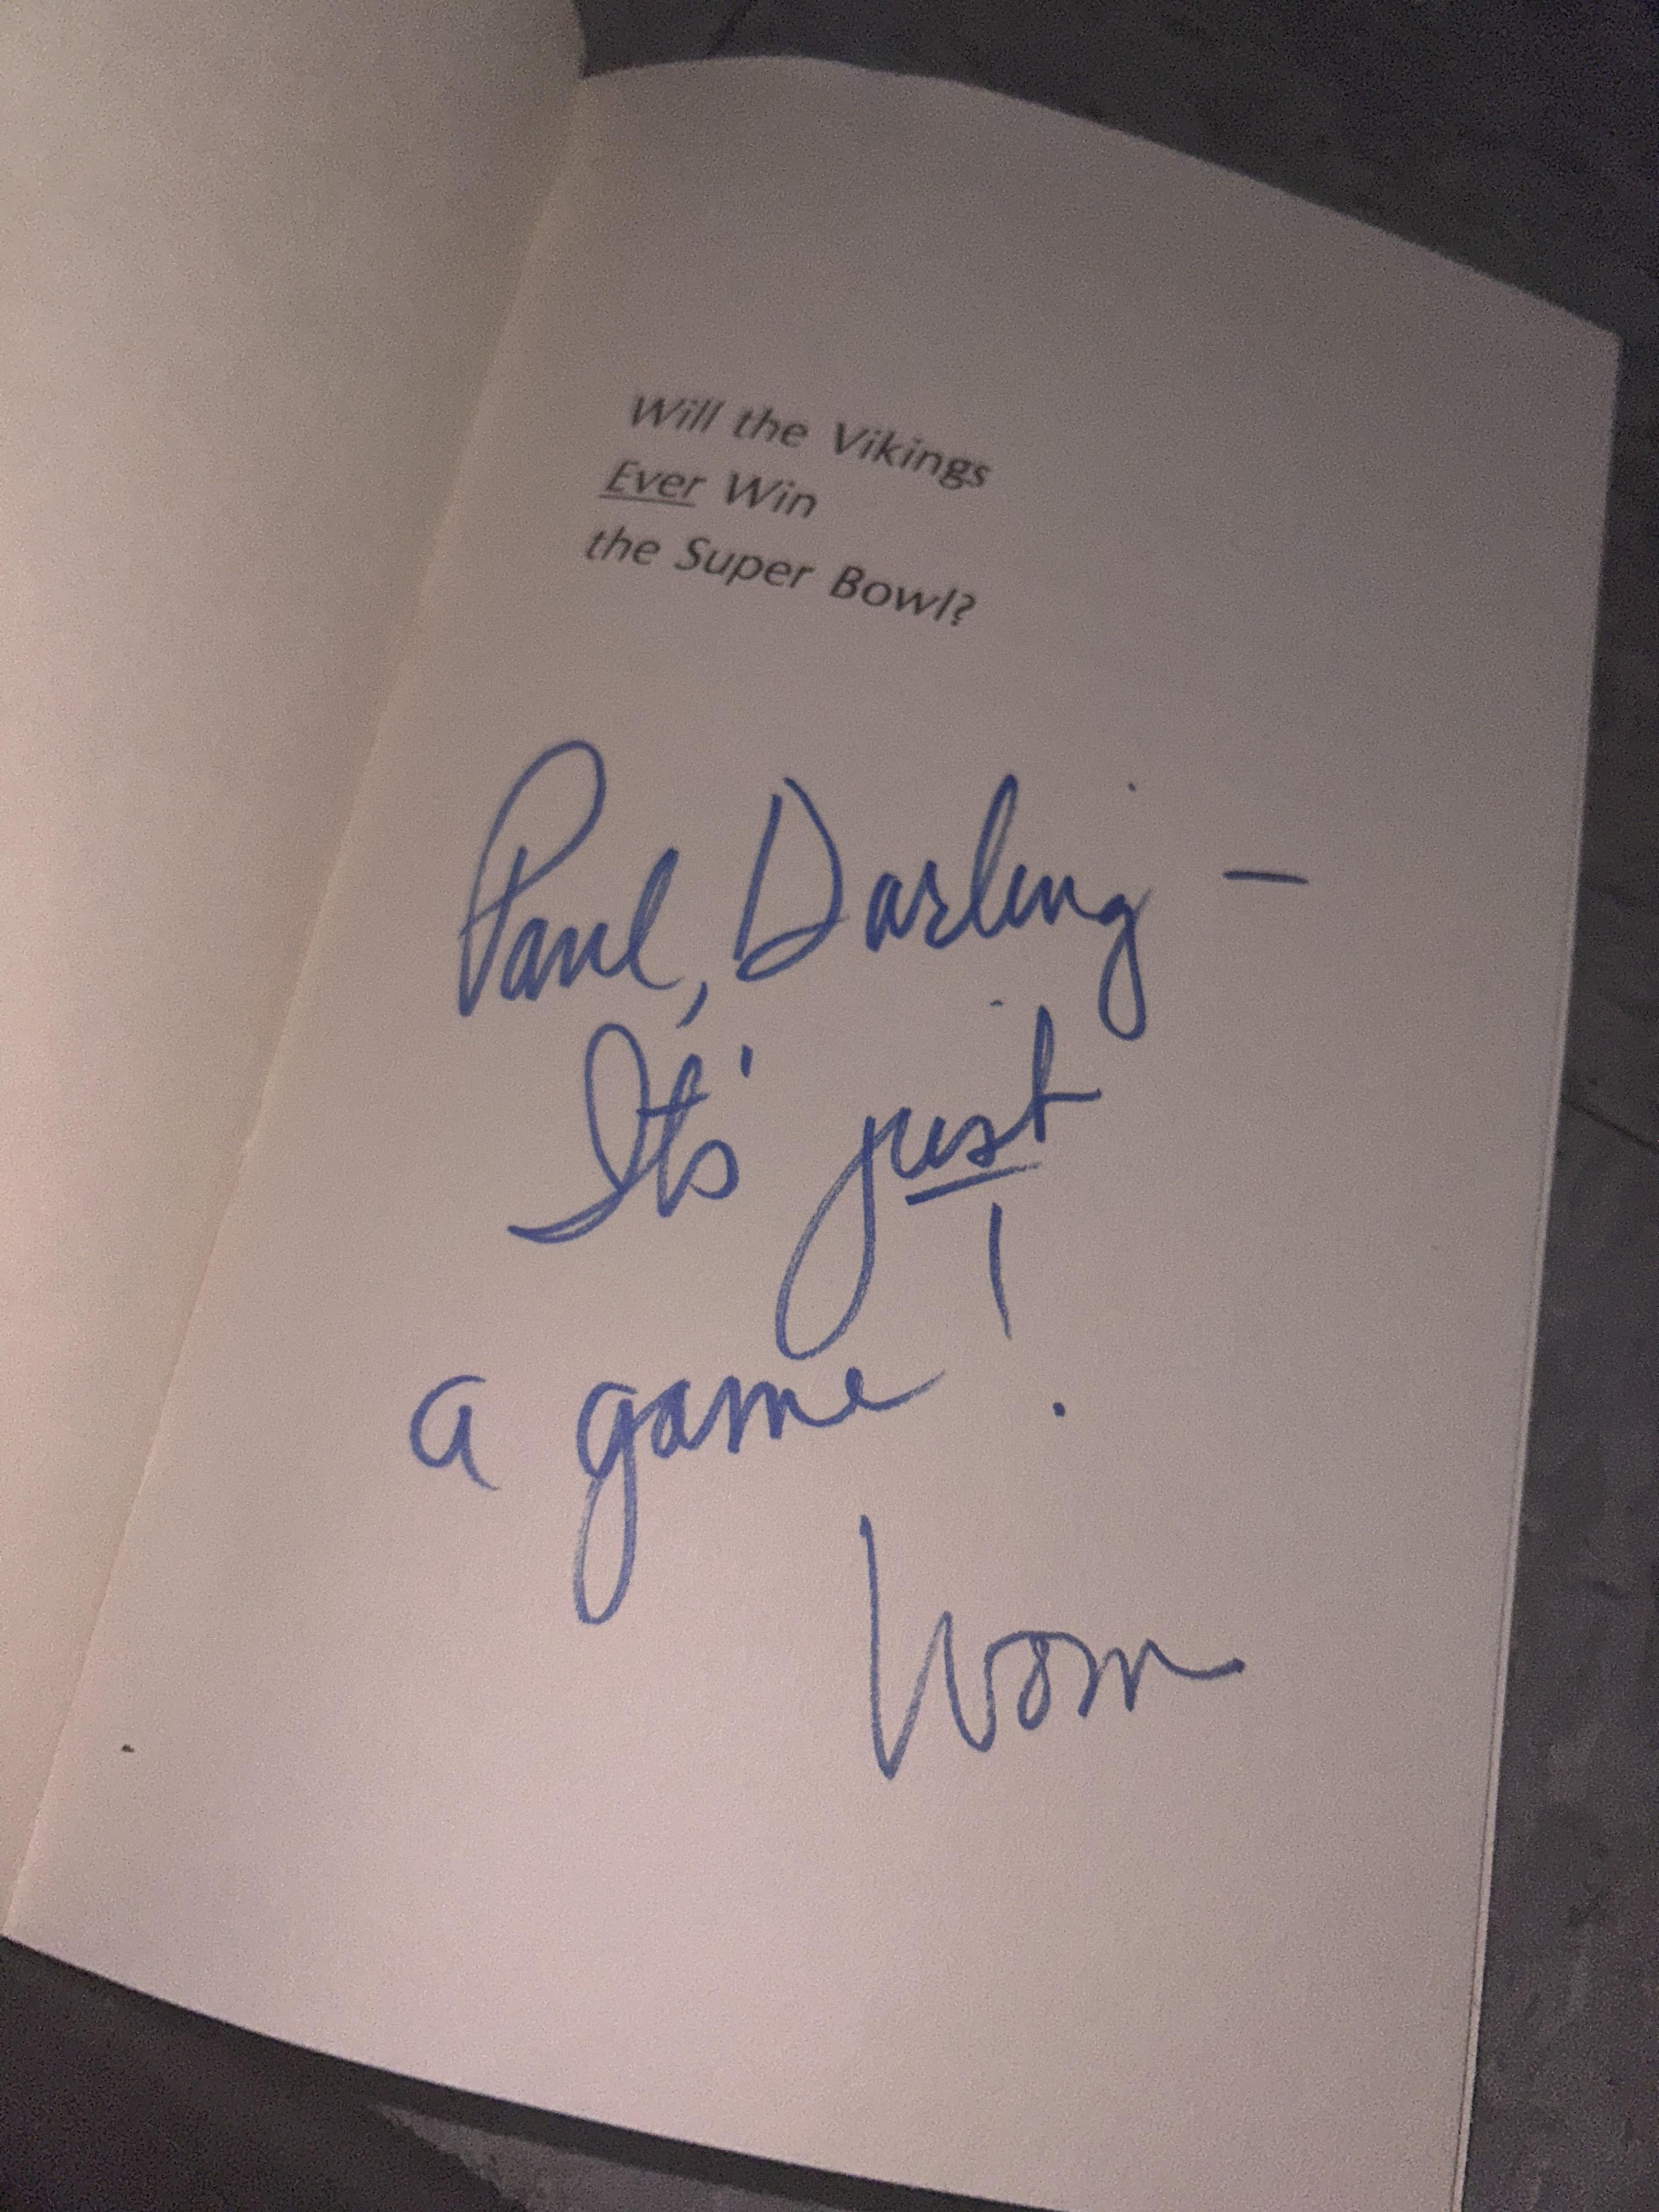 Will the Vikings
Ever Win
the Super Bowl?
Paul, Darling –
It's just
a game!